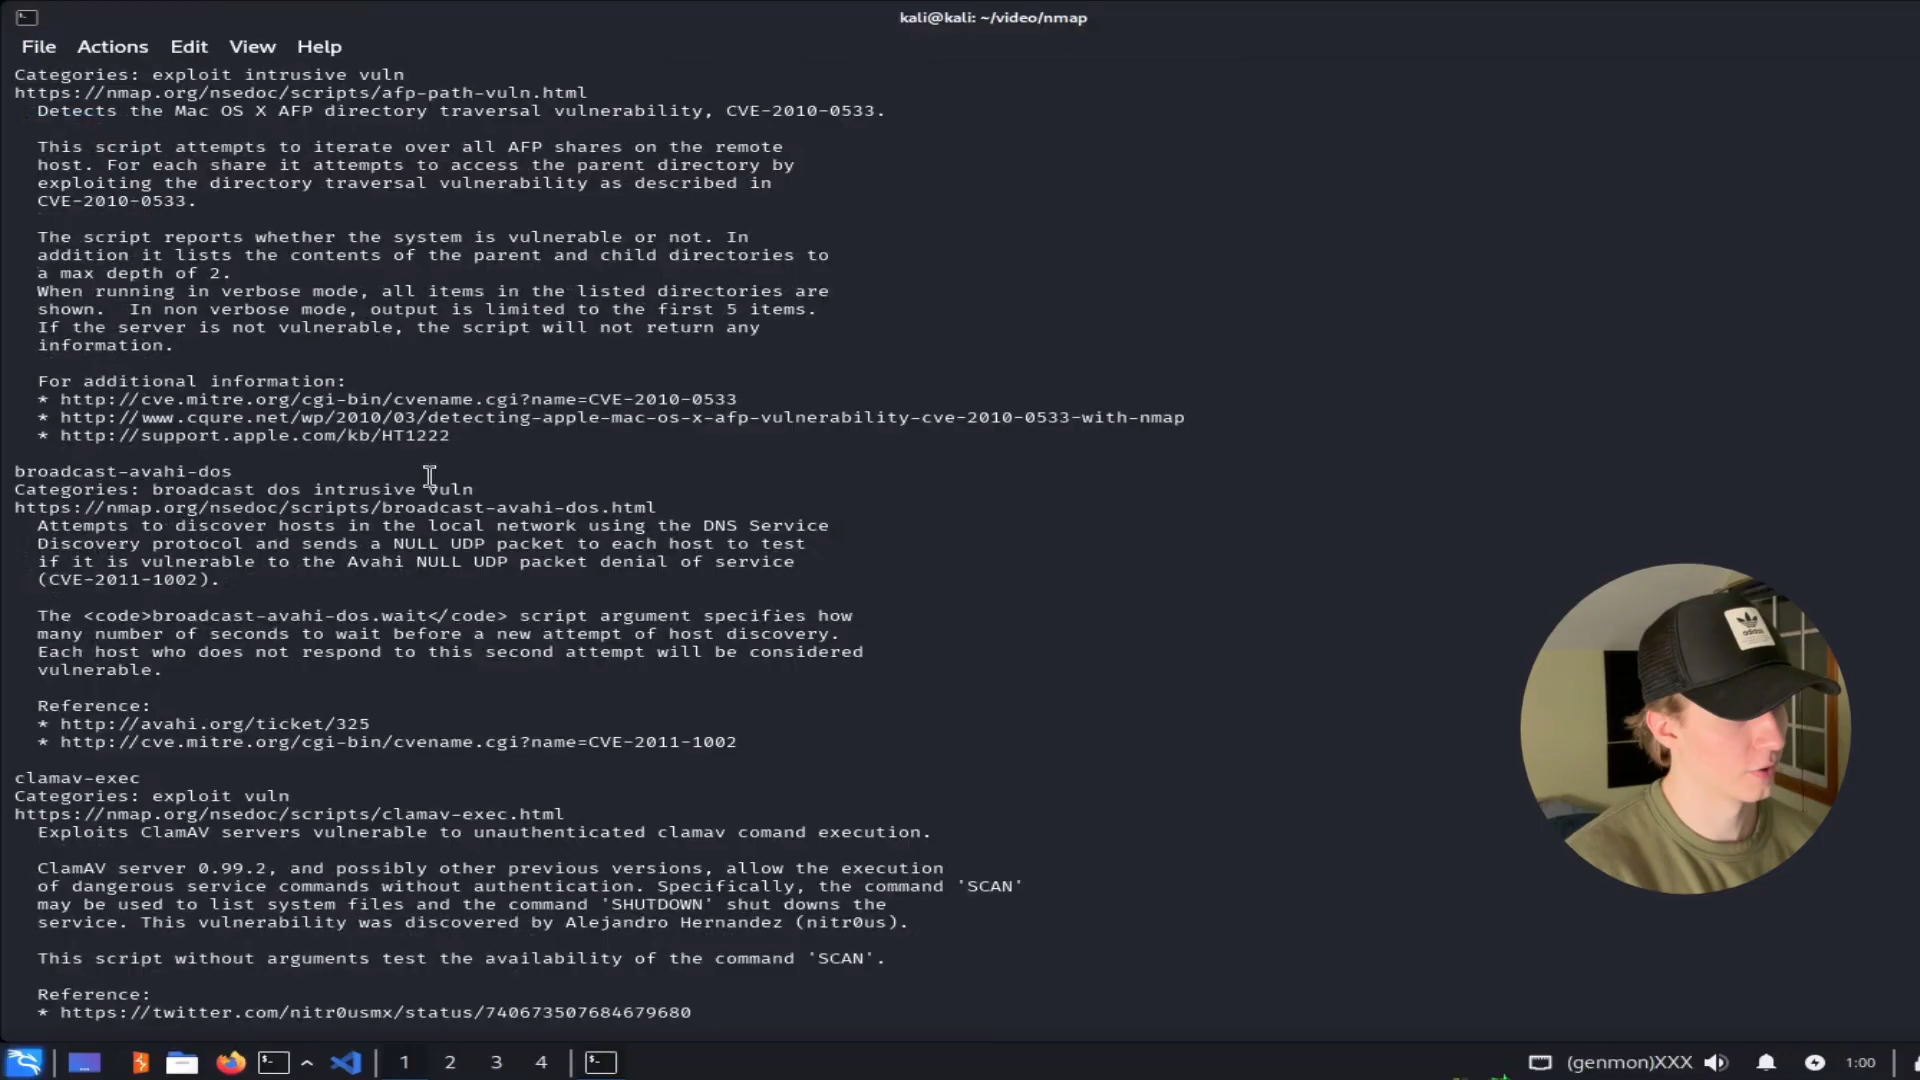 kali@kali: ~/video/nmap
File Actions Edit View Help
Categories: exploit intrusive vuln
https://nmap.org/nsedoc/scripts/afp-path-vuln.html
Detects the Mac OS X AFP directory traversal vulnerability, CVE-2010-0533.
This script attempts to iterate over all AFP shares on the remote
host. For each share it attempts to access the parent directory by
exploiting the directory traversal vulnerability as described in
CVE-2010-0533.
The script reports whether the system is vulnerable or not. In
addition it lists the contents of the parent and child directories to
a max depth of 2.
When running in verbose mode, all items in the listed directories are
shown.  In non verbose mode, output is limited to the first 5 items.
If the server is not vulnerable, the script will not return any
information.
For additional information:
* http://cve.mitre.org/cgi-bin/cvename.cgi?name=CVE-2010-0533
* http://www.cqure.net/wp/2010/03/detecting-apple-mac-os-x-afp-vulnerability-cve-2010-0533-with-nmap
* http://support.apple.com/kb/HT1222
broadcast-avahi-dos
Categories: broadcast dos intrusive vuln
https://nmap.org/nsedoc/scripts/broadcast-avahi-dos.html
Attempts to discover hosts in the local network using the DNS Service
Discovery protocol and sends a NULL UDP packet to each host to test
if it is vulnerable to the Avahi NULL UDP packet denial of service
(CVE-2011-1002).
The <code>broadcast-avahi-dos.wait</code> script argument specifies how
many number of seconds to wait before a new attempt of host discovery.
Each host who does not respond to this second attempt will be considered
vulnerable.
Reference:
* http://avahi.org/ticket/325
* http://cve.mitre.org/cgi-bin/cvename.cgi?name=CVE-2011-1002
clamav-exec
Categories: exploit vuln
https://nmap.org/nsedoc/scripts/clamav-exec.html
Exploits ClamAV servers vulnerable to unauthenticated clamav comand execution.
ClamAV server 0.99.2, and possibly other previous versions, allow the execution
of dangerous service commands without authentication. Specifically, the command 'SCAN'
may be used to list system files and the command 'SHUTDOWN' shut downs the
service. This vulnerability was discovered by Alejandro Hernandez (nitr0us).
This script without arguments test the availability of the command 'SCAN'.
Reference:
* https://twitter.com/nitr0usmx/status/740673507684679680
adidas
1 2 3 4 (genmon)XXX 1:00